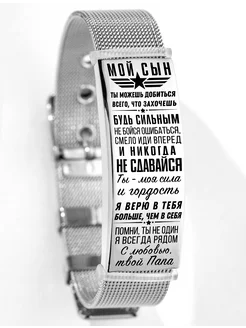 МОЙ СЫН
ТЫ МОЖЕШЬ ДОБИТЬСЯ
ВСЕГО, ЧТО ЗАХОЧЕШЬ
БУДЬ СИЛЬНЫМ
НЕ БОЙСЯ ОШИБАТЬСЯ,
СМЕЛО ИДИ ВПЕРЕД
И НИКОГДА
НЕ СДАВАЙСЯ
Ты - моя сила
и гордость
Я ВЕРЮ В ТЕБЯ
БОЛЬШЕ, ЧЕМ В СЕБЯ
ПОМНИ, ТЫ НЕ ОДИН
Я ВСЕГДА РЯДОМ
С любовью,
твой Папа